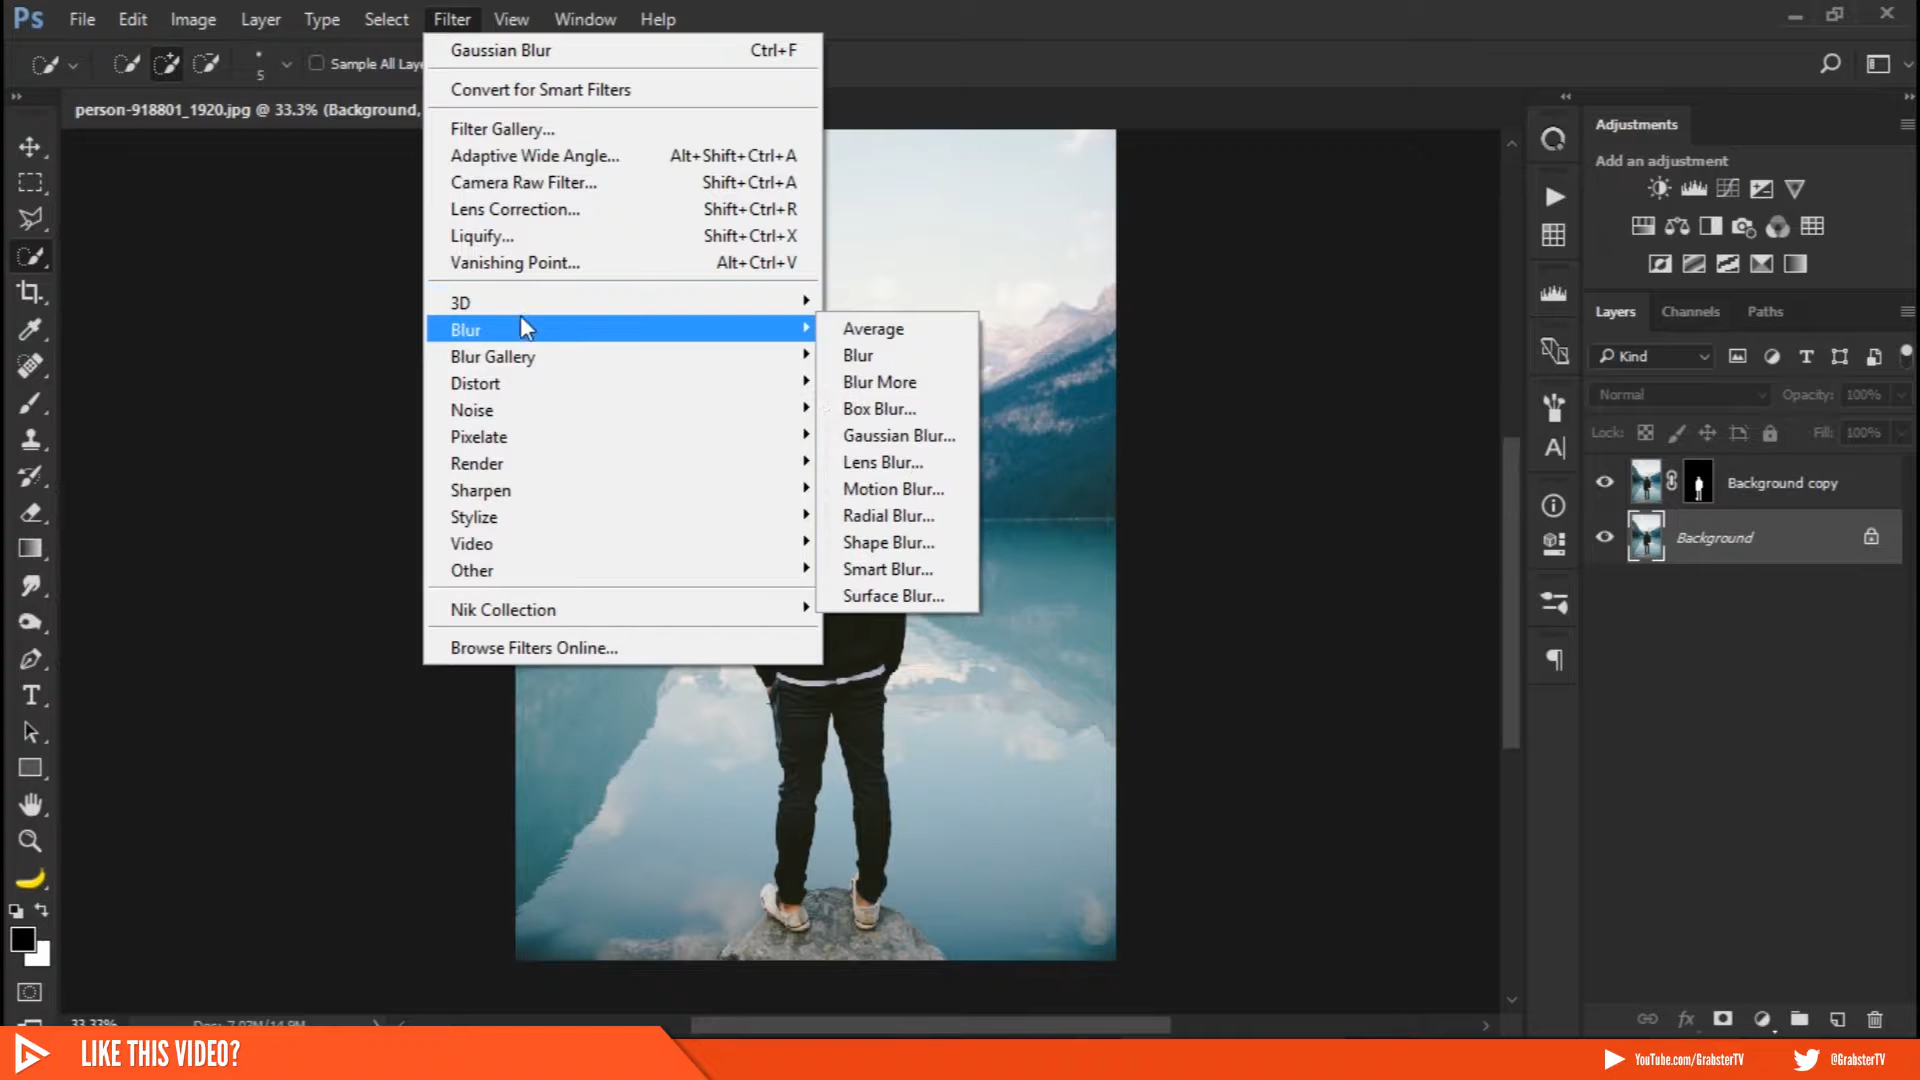 Ps File Edit Image Layer Type Select Filter View Window Help
5 Sample All Laye
person-918801_1920.jpg @ 33.3% (Background,
Gaussian Blur Ctrl+F
Convert for Smart Filters
Filter Gallery...
Adaptive Wide Angle... Alt+Shift+Ctrl+A
Camera Raw Filter... Shift+Ctrl+A
Lens Correction... Shift+Ctrl+R
Liquify... Shift+Ctrl+X
Vanishing Point... Alt+Ctrl+V
3D
Blur
Blur Gallery
Distort
Noise
Pixelate
Render
Sharpen
Stylize
Video
Other
Nik Collection
Browse Filters Online...
Average
Blur
Blur More
Box Blur...
Gaussian Blur...
Lens Blur...
Motion Blur...
Radial Blur...
Shape Blur...
Smart Blur...
Surface Blur...
Adjustments
Add an adjustment
Layers Channels Paths
Kind
Normal Opacity: 100%
Lock: Fill: 100%
Background copy
Background
LIKE THIS VIDEO?
YouTube.com/GrabsterTV @GrabsterTV